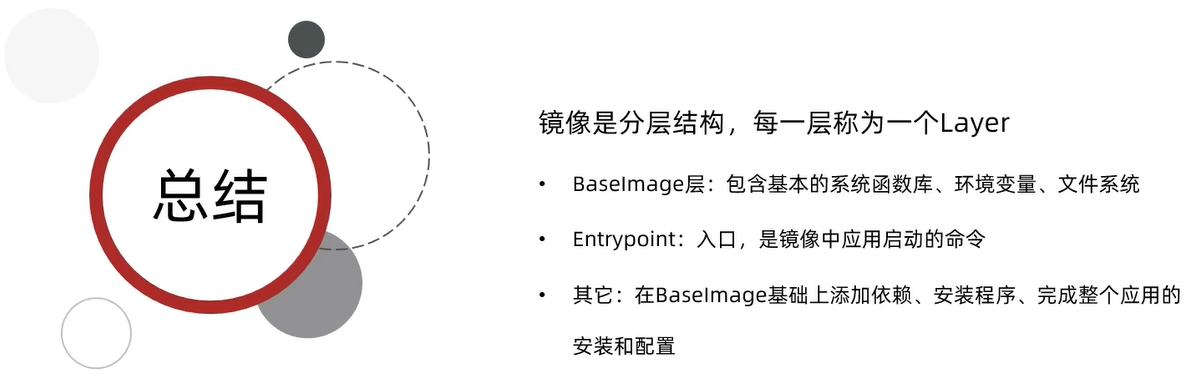 总结
镜像是分层结构，每一层称为一个Layer
• BaseImage层：包含基本的系统函数库、环境变量、文件系统
• Entrypoint：入口，是镜像中应用启动的命令
• 其它：在BaseImage基础上添加依赖、安装程序、完成整个应用的
安装和配置